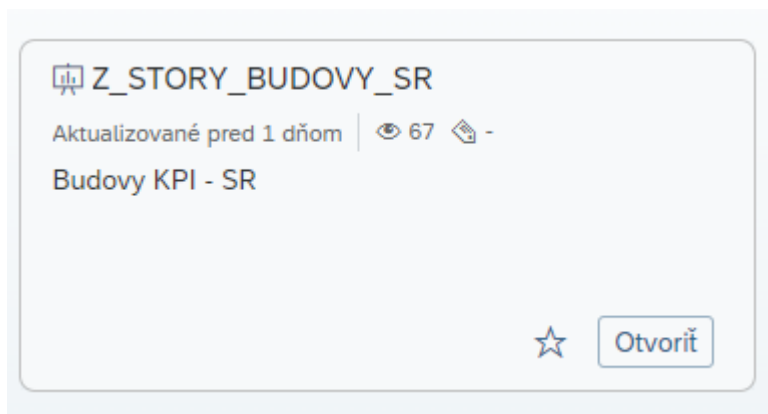 Z_STORY_BUDOVY_SR
Aktualizované pred 1 dňom 67 -
Budovy KPI - SR
Otvoriť